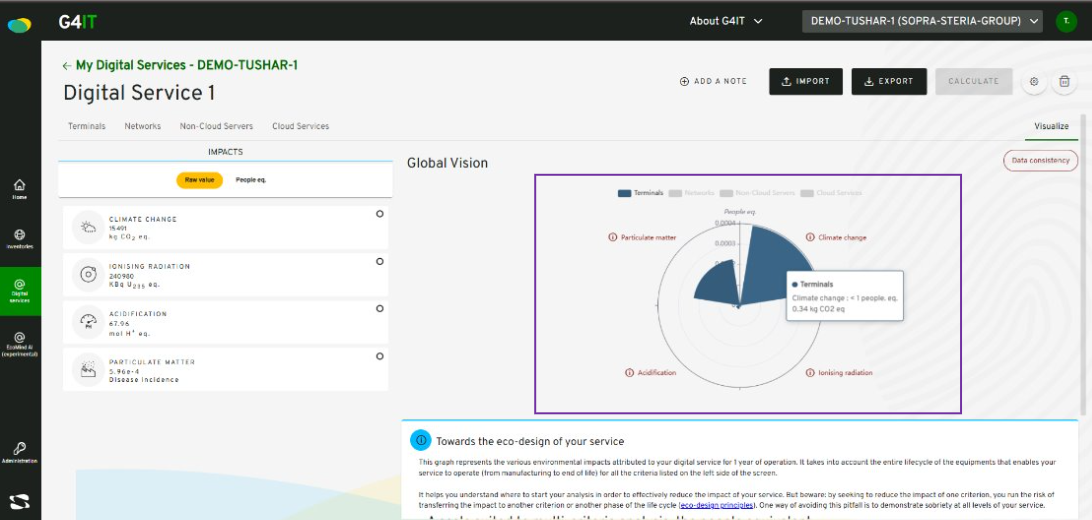 G4IT
About G4IT
DEMO-TUSHAR-1 (SOPRA-STERIA-GROUP)
T.
← My Digital Services - DEMO-TUSHAR-1
Digital Service 1
ADD A NOTE
IMPORT
EXPORT
CALCULATE
Terminals
Networks
Non-Cloud Servers
Cloud Services
Visualize
IMPACTS
Raw value
People eq.
CLIMATE CHANGE
15491
kg CO2 eq.
IONISING RADIATION
240980
KBq U235 eq.
ACIDIFICATION
67.96
mol H+ eq.
PARTICULATE MATTER
5.96e-4
Disease incidence
Home
Inventories
Digital
services
EcoMind AI
(experimental)
Administration
Global Vision
Data consistency
Terminals
Networks
Non-Cloud Servers
Cloud Services
People eq.
0.0004
0.0003
Particulate matter
Climate change
Terminals
Climate change : < 1 people. eq.
0.34 kg CO2 eq
Acidification
Ionising radiation
Towards the eco-design of your service
This graph represents the various environmental impacts attributed to your digital service for 1 year of operation. It takes into account the entire lifecycle of the equipments that enables your
service to operate (from manufacturing to end of life) for all the criteria listed on the left side of the screen.
It helps you understand where to start your analysis in order to effectively reduce the impact of your service. But beware: by seeking to reduce the impact of one criterion, you run the risk of
transferring the impact to another criterion or another phase of the life cycle (eco-design principles). One way of avoiding this pitfall is to demonstrate sobriety at all levels of your service.